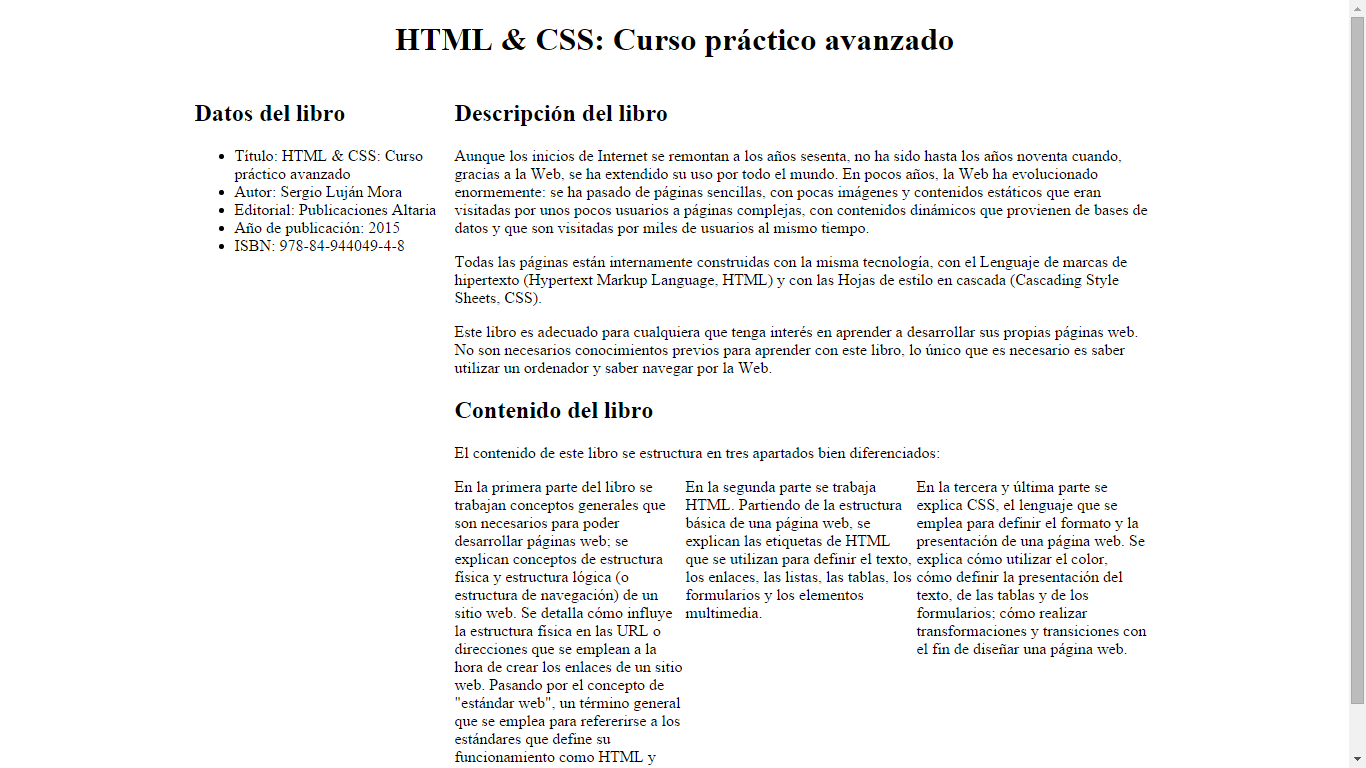 HTML & CSS: Curso práctico avanzado
Datos del libro
Título: HTML & CSS: Curso
práctico avanzado
Autor: Sergio Luján Mora
Editorial: Publicaciones Altaria
Año de publicación: 2015
ISBN: 978-84-944049-4-8
Descripción del libro
Aunque los inicios de Internet se remontan a los años sesenta, no ha sido hasta los años noventa cuando,
gracias a la Web, se ha extendido su uso por todo el mundo. En pocos años, la Web ha evolucionado
enormemente: se ha pasado de páginas sencillas, con pocas imágenes y contenidos estáticos que eran
visitadas por unos pocos usuarios a páginas complejas, con contenidos dinámicos que provienen de bases de
datos y que son visitadas por miles de usuarios al mismo tiempo.
Todas las páginas están internamente construidas con la misma tecnología, con el Lenguaje de marcas de
hipertexto (Hypertext Markup Language, HTML) y con las Hojas de estilo en cascada (Cascading Style
Sheets, CSS).
Este libro es adecuado para cualquiera que tenga interés en aprender a desarrollar sus propias páginas web.
No son necesarios conocimientos previos para aprender con este libro, lo único que es necesario es saber
utilizar un ordenador y saber navegar por la Web.
Contenido del libro
El contenido de este libro se estructura en tres apartados bien diferenciados:
En la primera parte del libro se
trabajan conceptos generales que
son necesarios para poder
desarrollar páginas web; se
explican conceptos de estructura
física y estructura lógica (o
estructura de navegación) de un
sitio web. Se detalla cómo influye
la estructura física en las URL o
direcciones que se emplean a la
hora de crear los enlaces de un sitio
web. Pasando por el concepto de
"estándar web", un término general
que se emplea para refererirse a los
estándares que define su
funcionamiento como HTML y
En la segunda parte se trabaja
HTML. Partiendo de la estructura
básica de una página web, se
explican las etiquetas de HTML
que se utilizan para definir el texto,
los enlaces, las listas, las tablas, los
formularios y los elementos
multimedia.
En la tercera y última parte se
explica CSS, el lenguaje que se
emplea para definir el formato y la
presentación de una página web. Se
explica cómo utilizar el color,
cómo definir la presentación del
texto, de las tablas y de los
formularios; cómo realizar
transformaciones y transiciones con
el fin de diseñar una página web.